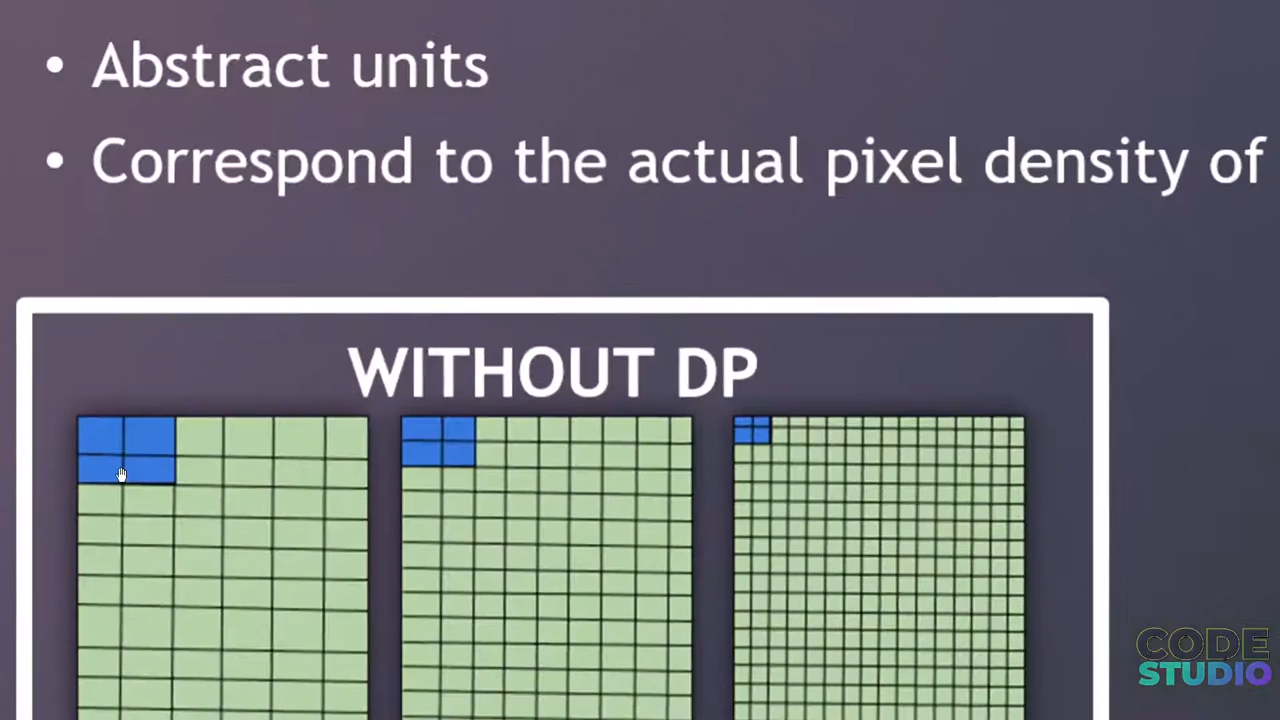 • Abstract units
• Correspond to the actual pixel density of
WITHOUT DP
CODE
STUDIO